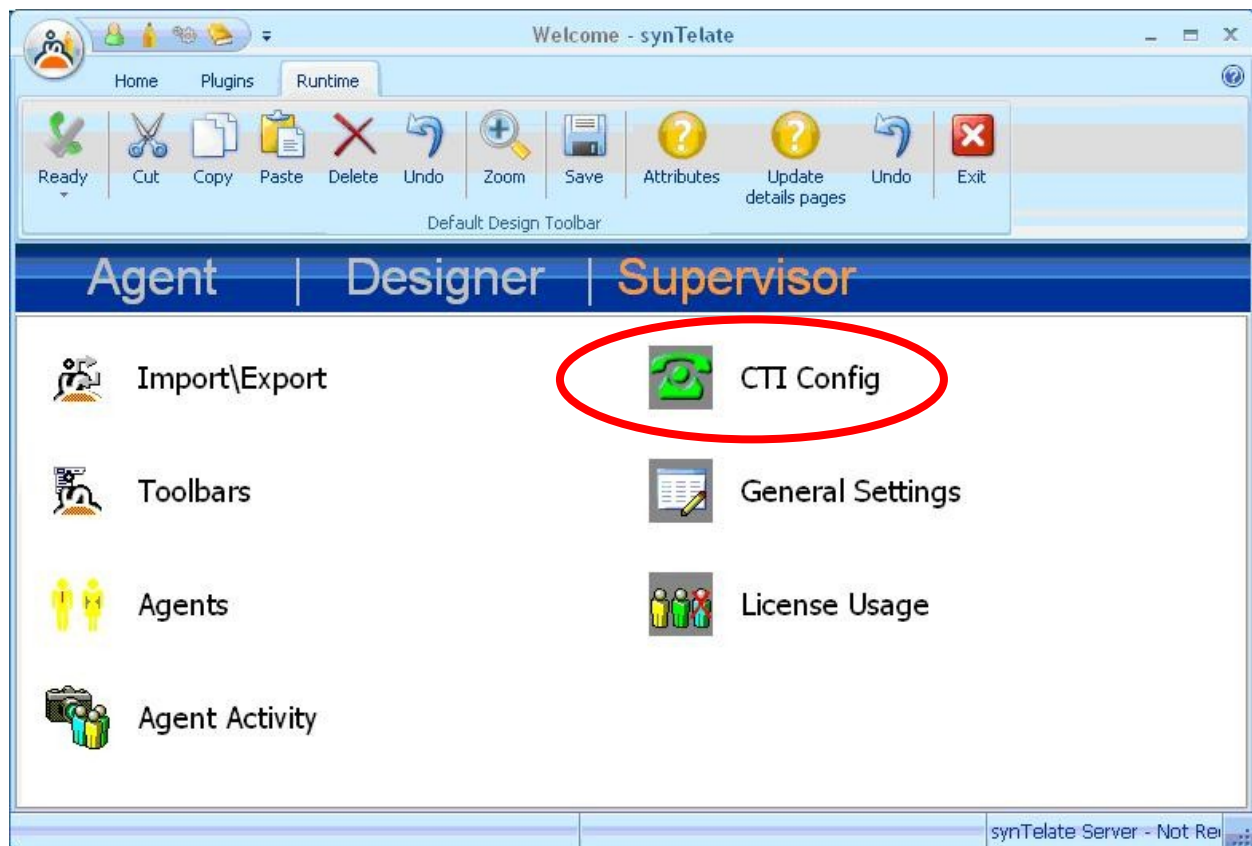 Welcome - synTelate
Home Plugins Runtime
Ready Cut Copy Paste Delete Undo Zoom Save Attributes Update details pages Undo Exit
Default Design Toolbar
Agent | Designer | Supervisor
Import\Export CTI Config
Toolbars General Settings
Agents License Usage
Agent Activity
synTelate Server - Not